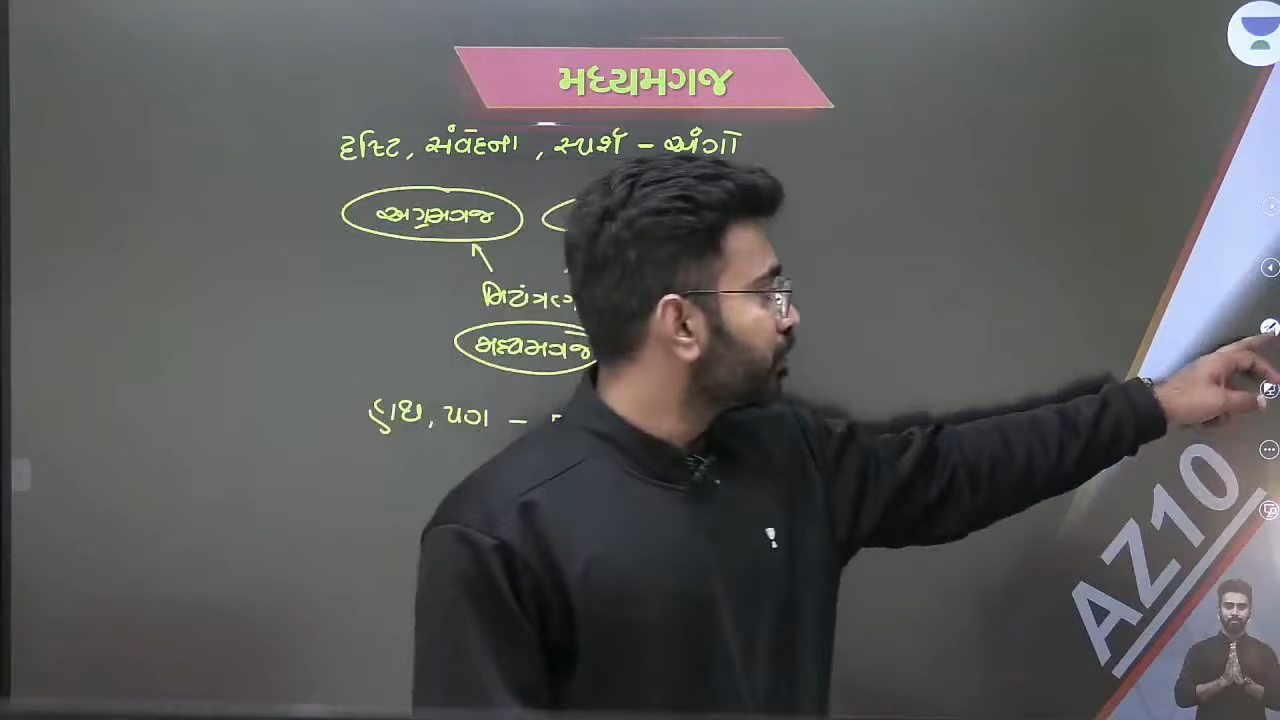 મધ્યમગજ
દ્રષ્ટિ, સંવેદના, સ્પર્શ - અંગો
અગ્રમગજ
મધ્યમગજ
હાથ, પગ -
AZ10